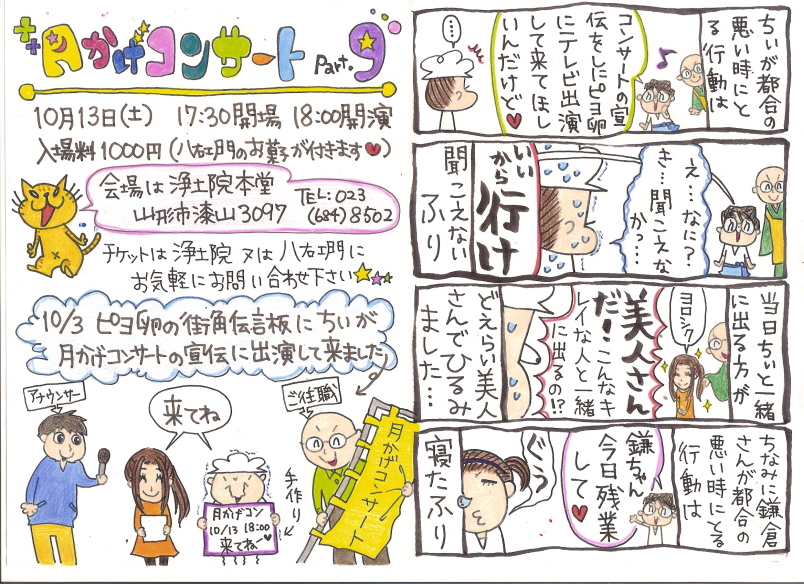 月かげコンサート Part.9
10月13日(土) 17:30開場 18:00開演
入場料1000円(八右エ門のお菓子が付きます♥)
会場は浄土院本堂
山形市漆山3097
TEL:023
(684)8502
チケットは浄土院又は八右エ門に
お気軽にお問い合わせ下さい★★★
10/3 ピヨ卵の街角伝言板にちぃが
月かげコンサートの宣伝に出演して来ました
アナウンサー
来てね
ご住職
手作り
月かげコンサート
月かげコン
10/13 18:00
来てねー♥
ちぃが都合の
悪い時にと
る行動は
コンサートの宣
伝をしにピヨ卵
にテレビ出演
して来てほし
いんだけど♥
…
え…なに?
き…聞こえな
かっ…
いいから行け
聞こえない
ふり
当日ちぃと一緒
に出る方が
ヨロシク!
美人さん
だ!こんなキ
レイな人と一緒
に出るの!?
どえらい美人
さんでひるみ
ました…
ちなみに鎌倉
さんが都合の
悪い時にとる
行動は
鎌ちゃん
今日残業
して♥
ぐぅ
寝たふり